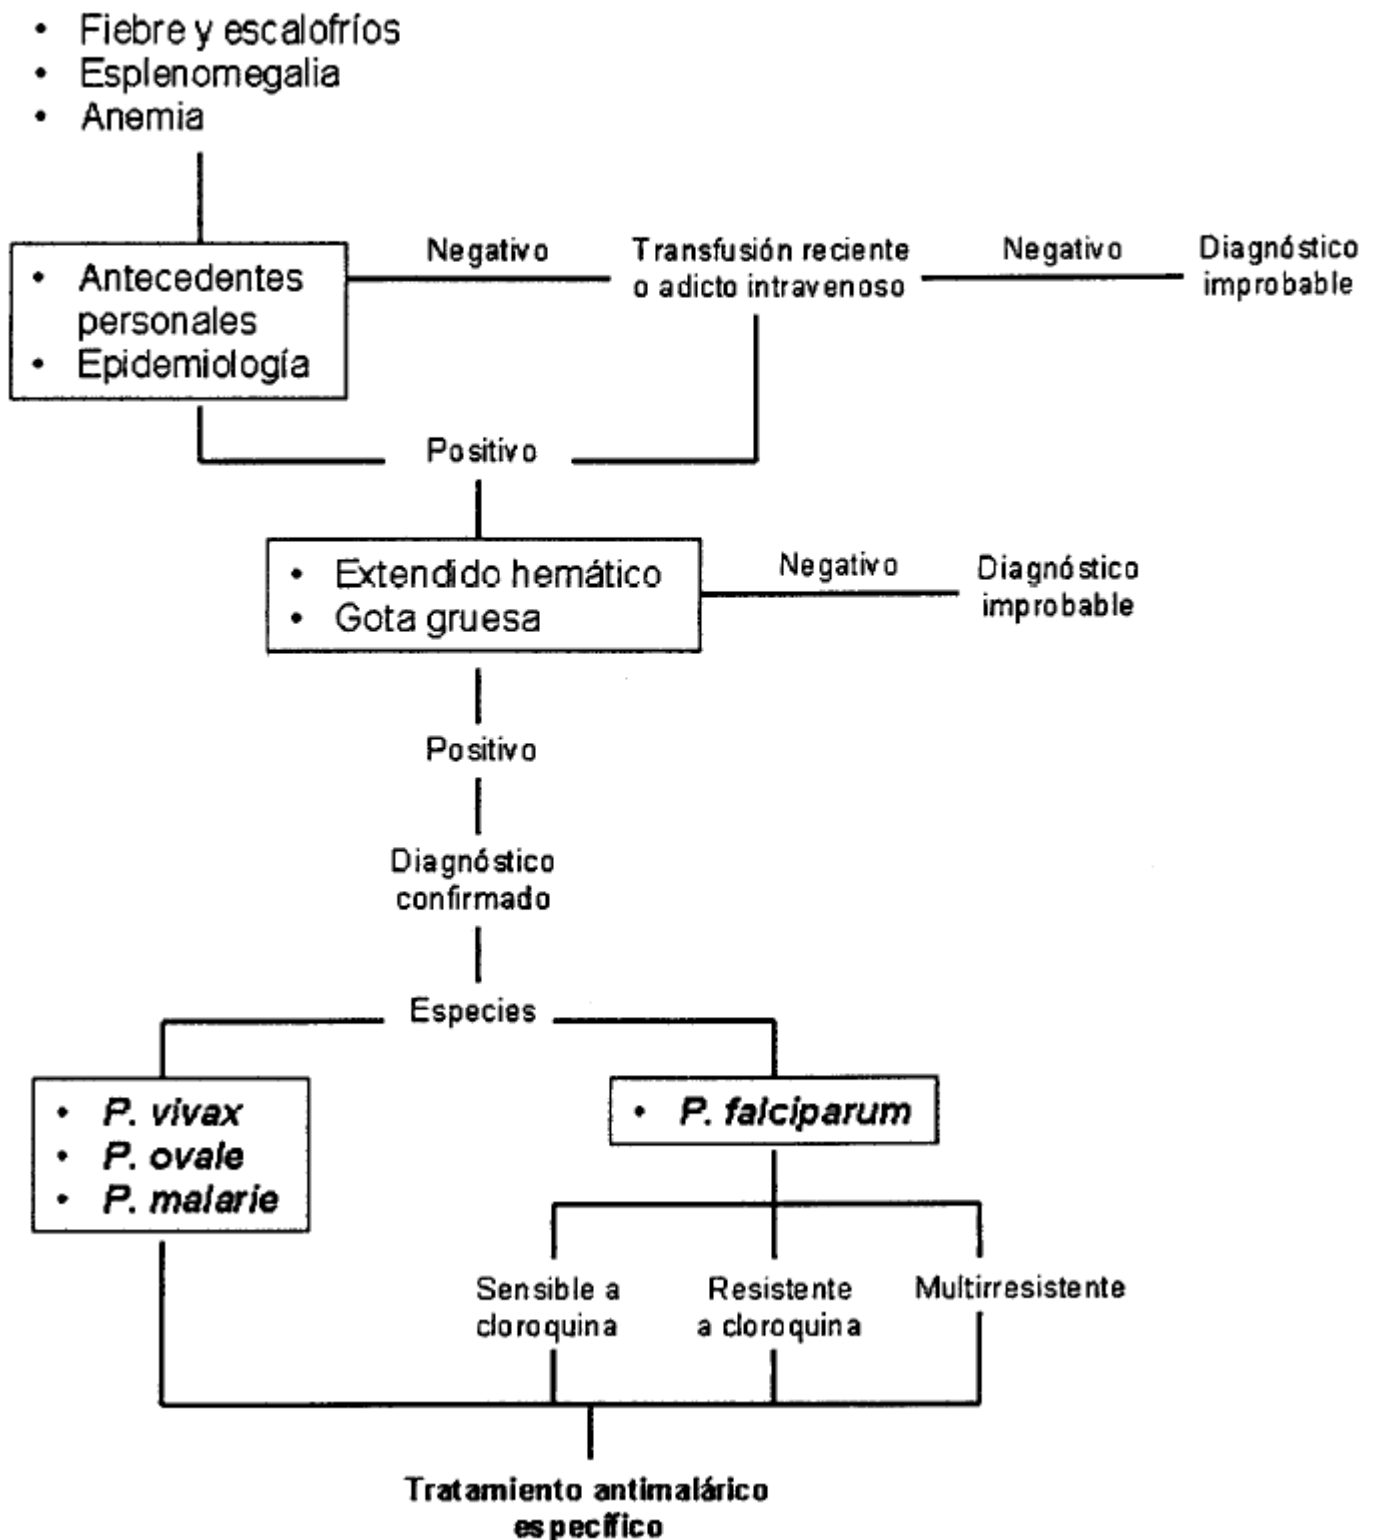 • Fiebre y escalofríos
• Esplenomegalia
• Anemia
• Antecedentes
personales
• Epidemiología
Negativo
Transfusión reciente
o adicto intravenoso
Negativo
Diagnóstico
improbable
Positivo
• Extendido hemático
• Gota gruesa
Negativo
Diagnóstico
improbable
Positivo
Diagnóstico
confirmado
Especies
• P. vivax
• P. ovale
• P. malarie
• P. falciparum
Sensible a
cloroquina
Resistente
a cloroquina
Multirresistente
Tratamiento antimalárico
específico